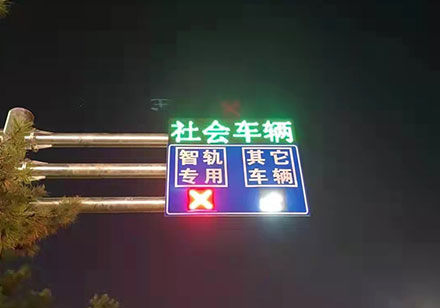 社会车辆
智轨 其它
专用 车辆